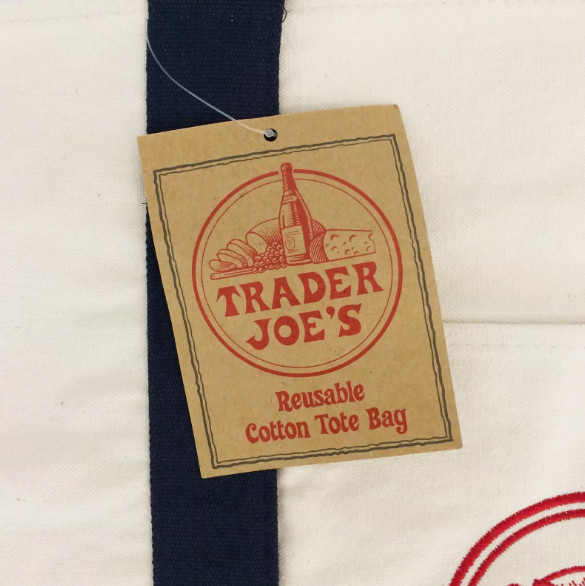 TRADER
JOE'S
Reusable
Cotton Tote Bag